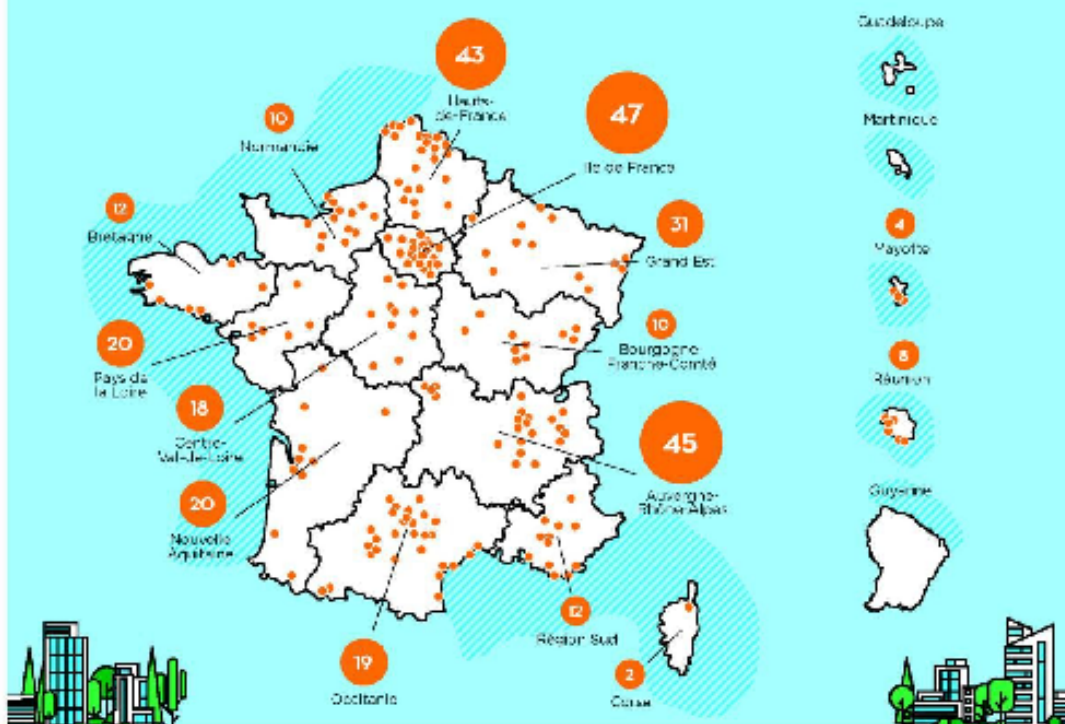 43
Hauts-
de-France
47
Ile de France
10
Normandie
12
Bretagne
31
Grand Est
20
Pays de
la Loire
10
Bourgogne-
Franche-Comté
18
Centre-
Val-de-Loire
45
Auvergne-
Rhône-Alpes
20
Nouvelle
Aquitaine
12
Région Sud
19
Occitanie
2
Corse
Guadeloupe
Martinique
4
Mayotte
8
Réunion
Guyanne